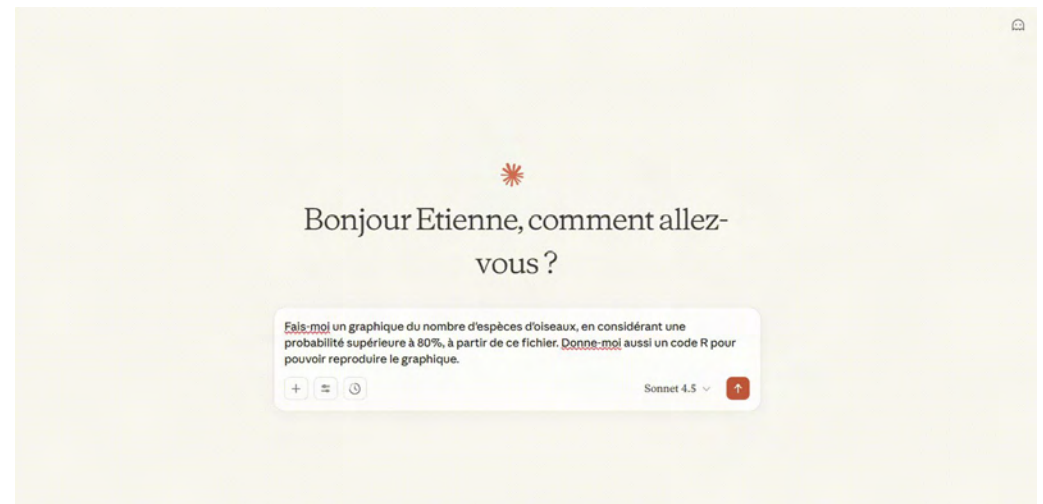 Bonjour Etienne, comment allez-
vous ?
Fais-moi un graphique du nombre d'espèces d'oiseaux, en considérant une
probabilité supérieure à 80%, à partir de ce fichier. Donne-moi aussi un code R pour
pouvoir reproduire le graphique.
Sonnet 4.5